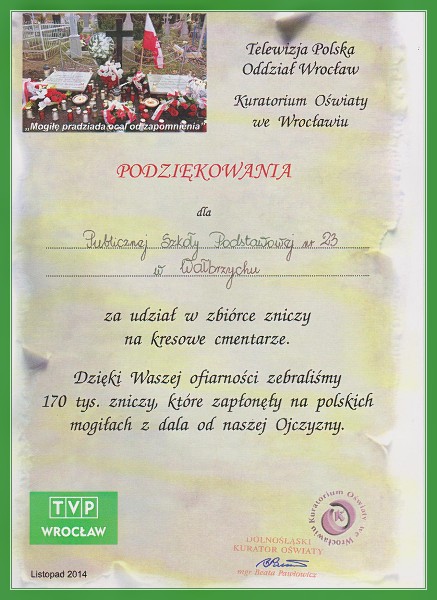 „Mogiłę pradziada ocal od zapomnienia"
Telewizja Polska
Oddział Wrocław
Kuratorium Oświaty
we Wrocławiu
PODZIĘKOWANIA
dla
Publicznej Szkoły Podstawowej nr 23
w Wałbrzychu
za udział w zbiórce zniczy
na kresowe cmentarze.
Dzięki Waszej ofiarności zebraliśmy
170 tys. zniczy, które zapłonęły na polskich
mogiłach z dala od naszej Ojczyzny.
TVP
WROCŁAW
Kuratorium Oświaty we Wrocławiu
DOLNOŚLĄSKI
KURATOR OŚWIATY
mgr Beata Pawłowicz
Listopad 2014